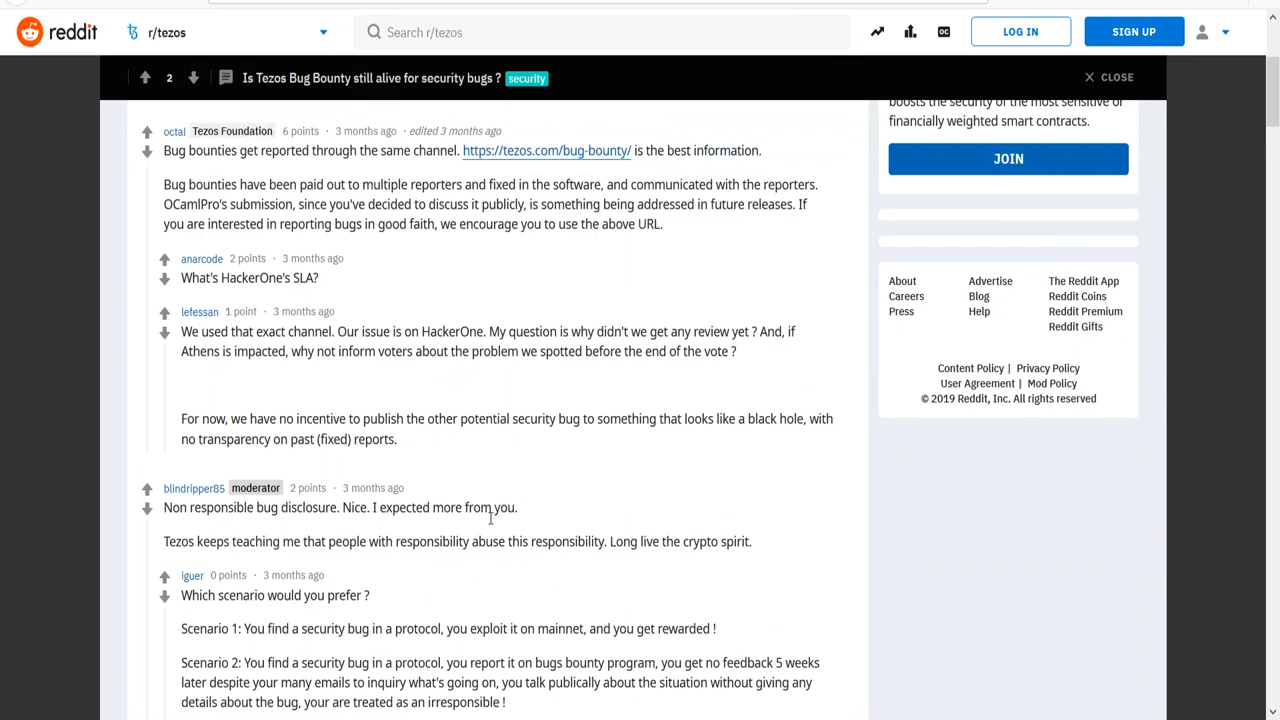 reddit
r/tezos
Search r/tezos
OC
LOG IN
SIGN UP
2
Is Tezos Bug Bounty still alive for security bugs ?
security
CLOSE
octal Tezos Foundation 6 points · 3 months ago · edited 3 months ago
Bug bounties get reported through the same channel. https://tezos.com/bug-bounty/ is the best information.
Bug bounties have been paid out to multiple reporters and fixed in the software, and communicated with the reporters.
OCamlPro's submission, since you've decided to discuss it publicly, is something being addressed in future releases. If
you are interested in reporting bugs in good faith, we encourage you to use the above URL.
anarcode 2 points · 3 months ago
What's HackerOne's SLA?
lefessan 1 point · 3 months ago
We used that exact channel. Our issue is on HackerOne. My question is why didn't we get any review yet ? And, if
Athens is impacted, why not inform voters about the problem we spotted before the end of the vote ?
For now, we have no incentive to publish the other potential security bug to something that looks like a black hole, with
no transparency on past (fixed) reports.
blindripper85 moderator 2 points · 3 months ago
Non responsible bug disclosure. Nice. I expected more from you.
Tezos keeps teaching me that people with responsibility abuse this responsibility. Long live the crypto spirit.
iguer 0 points · 3 months ago
Which scenario would you prefer ?
Scenario 1: You find a security bug in a protocol, you exploit it on mainnet, and you get rewarded !
Scenario 2: You find a security bug in a protocol, you report it on bugs bounty program, you get no feedback 5 weeks
later despite your many emails to inquiry what's going on, you talk publically about the situation without giving any
details about the bug, your are treated as an irresponsible !
boosts the security of the most sensitive or
financially weighted smart contracts.
JOIN
About
Advertise
The Reddit App
Careers
Blog
Reddit Coins
Press
Help
Reddit Premium
Reddit Gifts
Content Policy | Privacy Policy
User Agreement | Mod Policy
© 2019 Reddit, Inc. All rights reserved